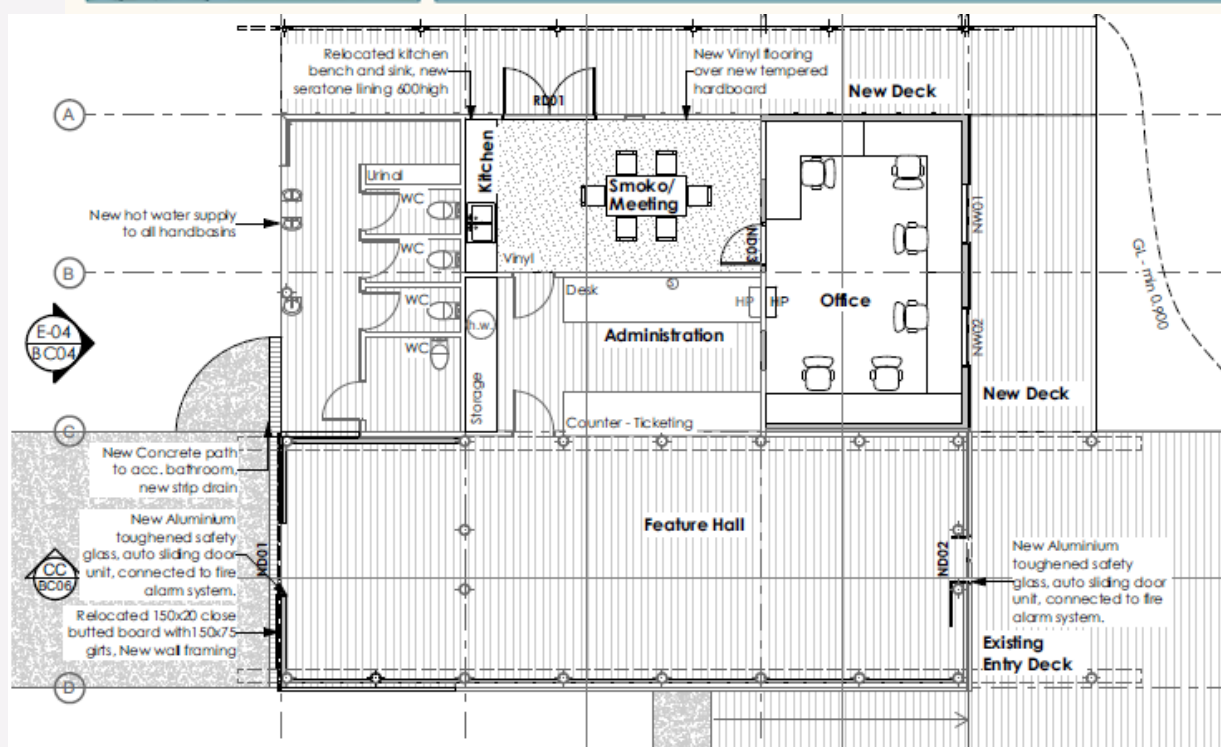 Relocated kitchen
bench and sink, new
seratone lining 600high
RD01
New Vinyl flooring
over new tempered
hardboard
New Deck
A
Urinal
Kitchen
Smoko/
Meeting
WC
New hot water supply
to all handbasins
NW01
ND03
WC
Vinyl
B
GL - min 0.900
Desk
S
HP
HP
Office
WC
h.w.
Administration
E-04
BC04
NW02
WC
Storage
New Deck
Counter - Ticketing
C
New Concrete path
to acc. bathroom,
new strip drain
New Aluminium
toughened safety
glass, auto sliding door
unit, connected to fire
alarm system.
ND01
Feature Hall
ND02
New Aluminium
toughened safety
glass, auto sliding door
unit, connected to fire
alarm system.
CC
BC06
Relocated 150x20 close
butted board with150x75
girts, New wall framing
Existing
Entry Deck
D